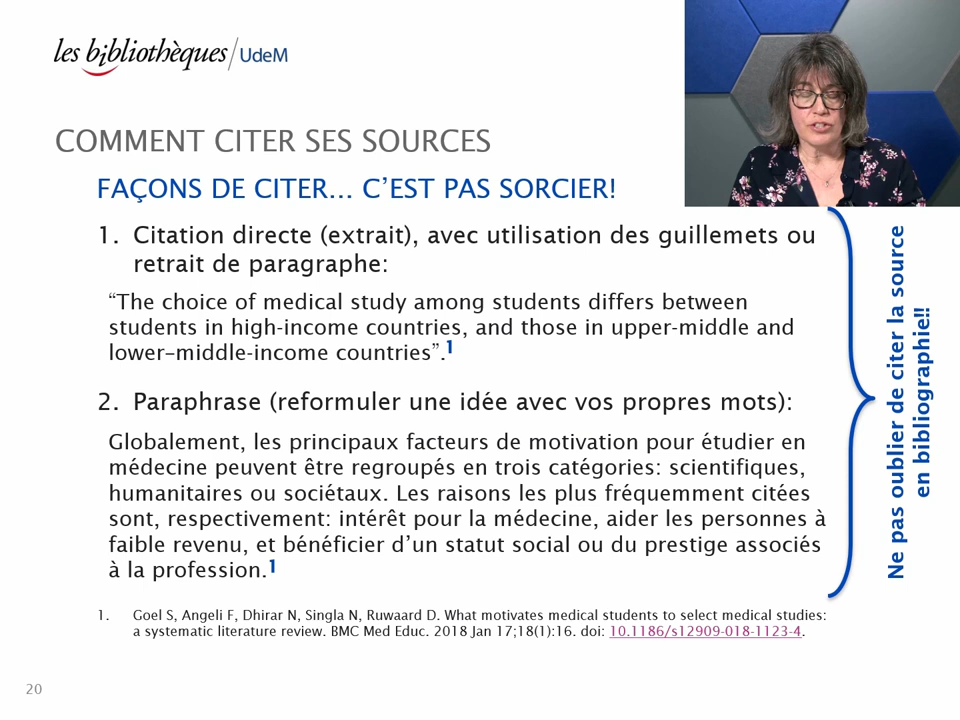 les bibliothèques/UdeM
COMMENT CITER SES SOURCES
FAÇONS DE CITER... C’EST PAS SORCIER!
1. Citation directe (extrait), avec utilisation des guillemets ou
retrait de paragraphe:
“The choice of medical study among students differs between
students in high-income countries, and those in upper-middle and
lower–middle-income countries”.1
2. Paraphrase (reformuler une idée avec vos propres mots):
Globalement, les principaux facteurs de motivation pour étudier en
médecine peuvent être regroupés en trois catégories: scientifiques,
humanitaires ou sociétaux. Les raisons les plus fréquemment citées
sont, respectivement: intérêt pour la médecine, aider les personnes à
faible revenu, et bénéficier d’un statut social ou du prestige associés
à la profession.1
Ne pas oublier de citer la source
en bibliographie!!
1. Goel S, Angeli F, Dhirar N, Singla N, Ruwaard D. What motivates medical students to select medical studies:
a systematic literature review. BMC Med Educ. 2018 Jan 17;18(1):16. doi: 10.1186/s12909-018-1123-4.
20